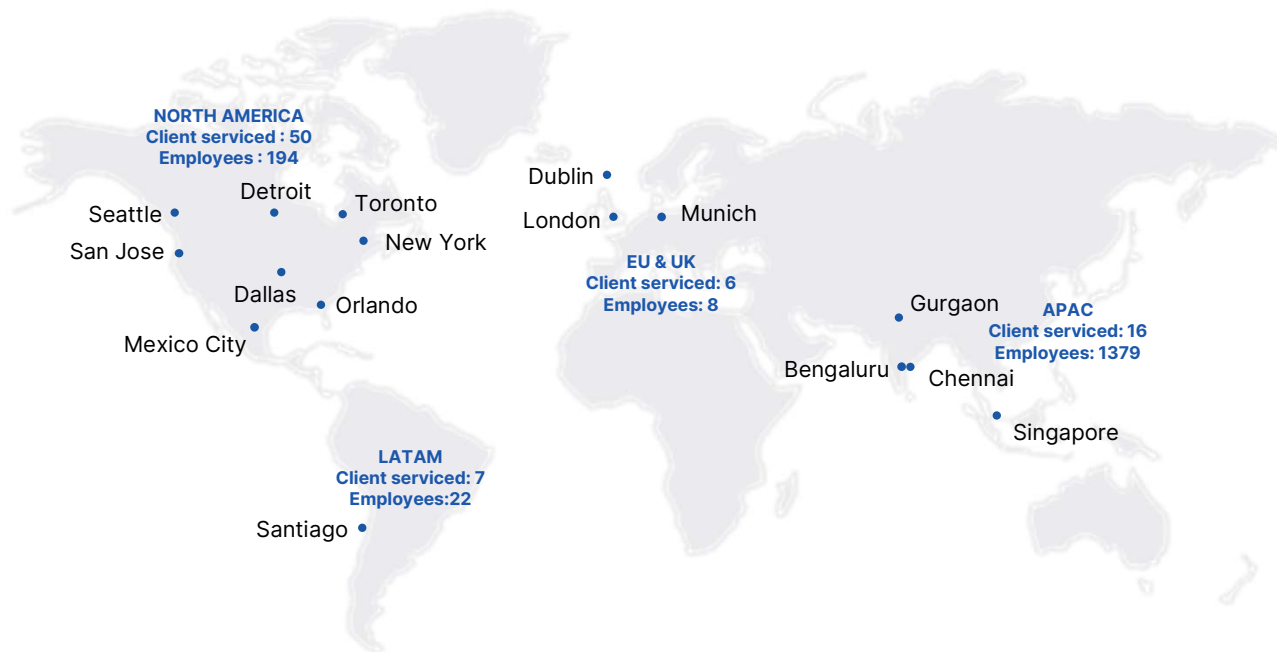 NORTH AMERICA
Client serviced : 50
Employees : 194
Detroit
Seattle
Toronto
San Jose
New York
Dallas
Orlando
Mexico City
Dublin
London
Munich
EU & UK
Client serviced: 6
Employees: 8
Gurgaon
APAC
Client serviced: 16
Employees: 1379
Bengaluru
Chennai
Singapore
LATAM
Client serviced: 7
Employees:22
Santiago